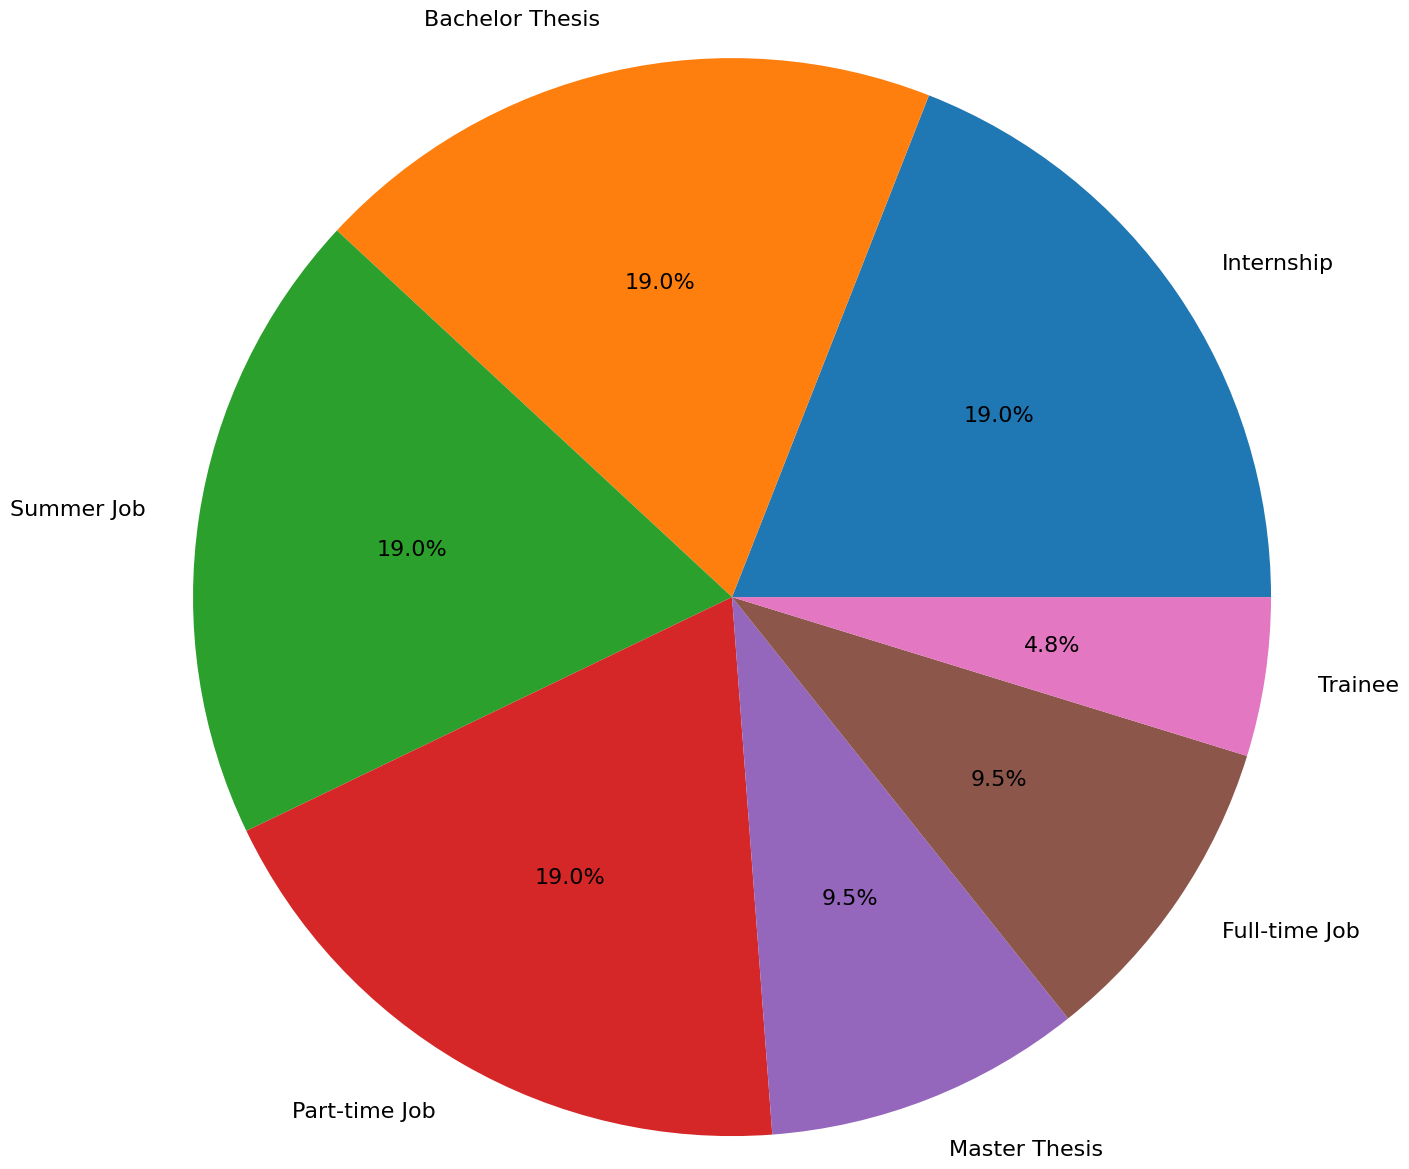 Bachelor Thesis
Internship
19.0%
19.0%
Summer Job
19.0%
4.8%
Trainee
9.5%
19.0%
9.5%
Full-time Job
Part-time Job
Master Thesis